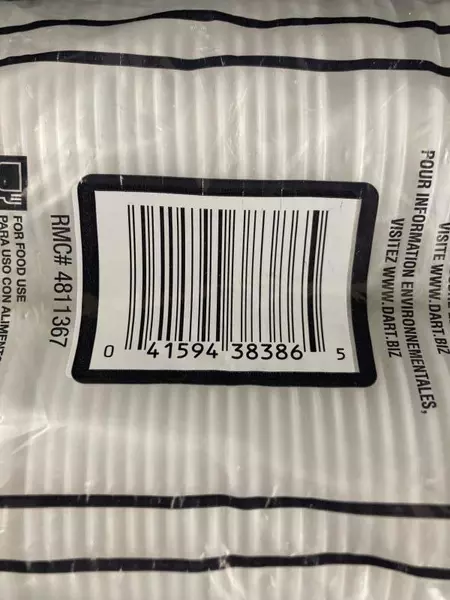 FOR FOOD USE
PARA USO CON
RMC# 4811367
0 41594 38386 5
VISITE WWW.DART.BIZ
POUR INFORMATION ENVIRONNEMENTALES,
VISITEZ WWW.DART.BIZ